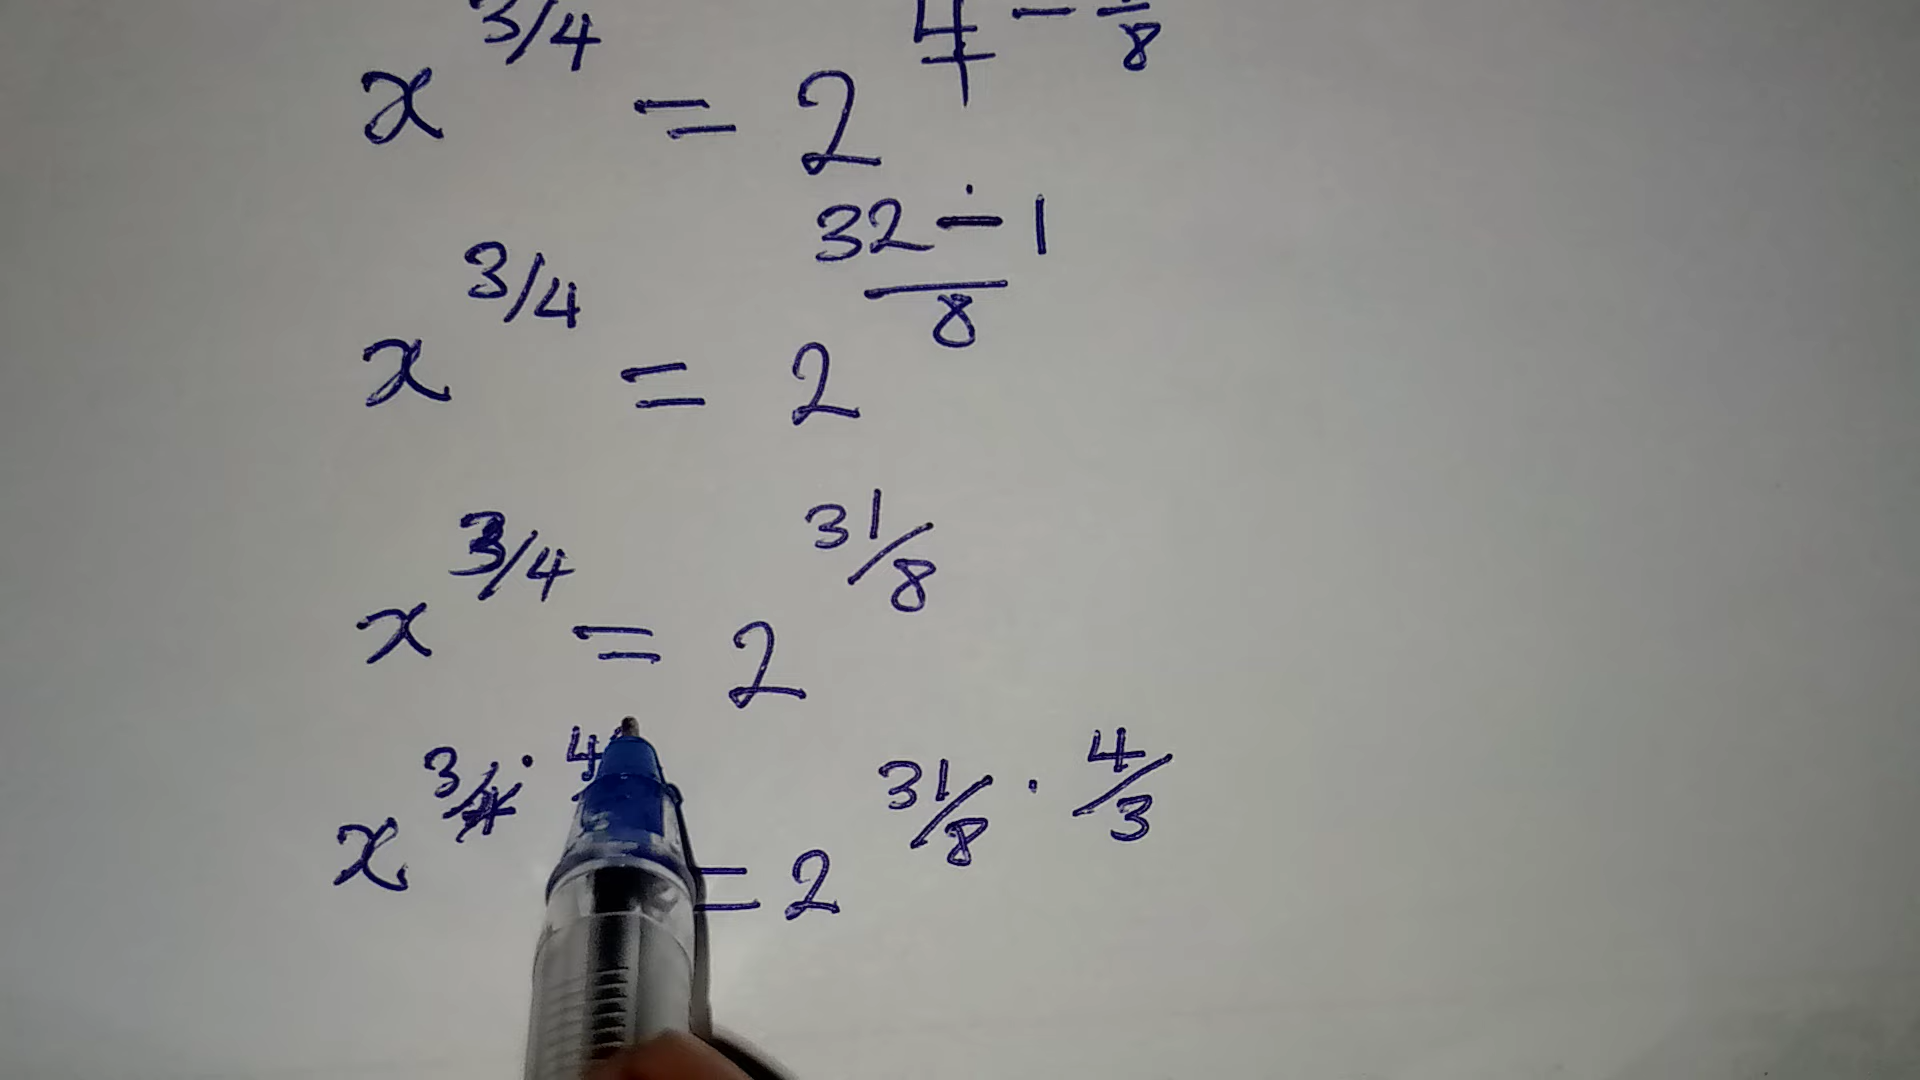 x^3/4 = 2^4/1 - 1/8
x^3/4 = 2^(32 ÷ 1)/8
x^3/4 = 2^31/8
x^3/4 · 4 = 2^31/8 · 4/3